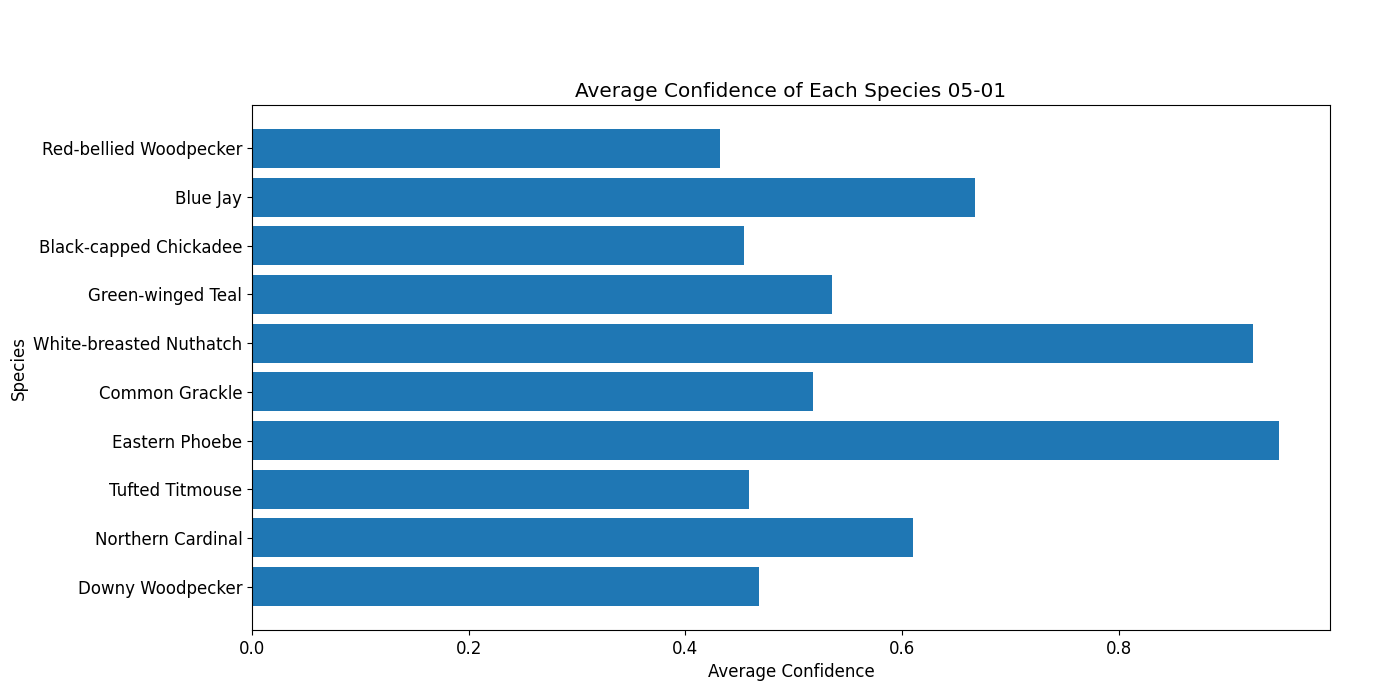 Average Confidence of Each Species 05-01
Red-bellied Woodpecker
Blue Jay
Black-capped Chickadee
Green-winged Teal
White-breasted Nuthatch
Common Grackle
Eastern Phoebe
Tufted Titmouse
Northern Cardinal
Downy Woodpecker
Species
0.0 0.2 0.4 0.6 0.8
Average Confidence